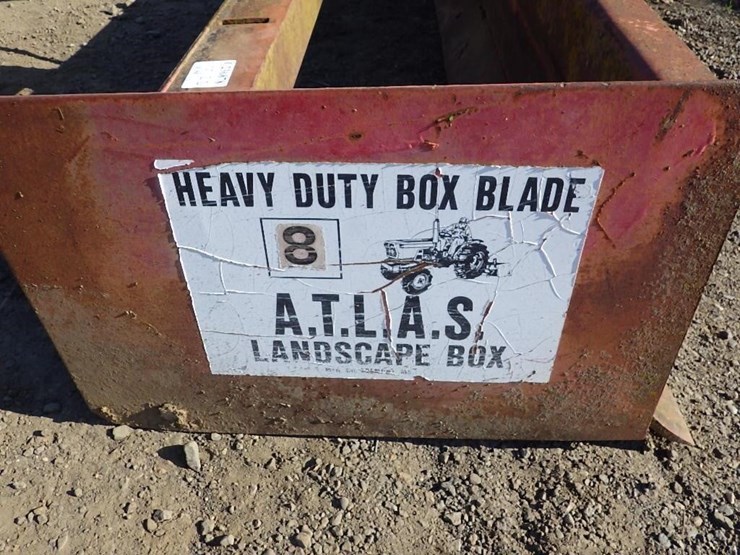 HEAVY DUTY BOX BLADE
8
A.T.L.A.S.
LANDSCAPE BOX